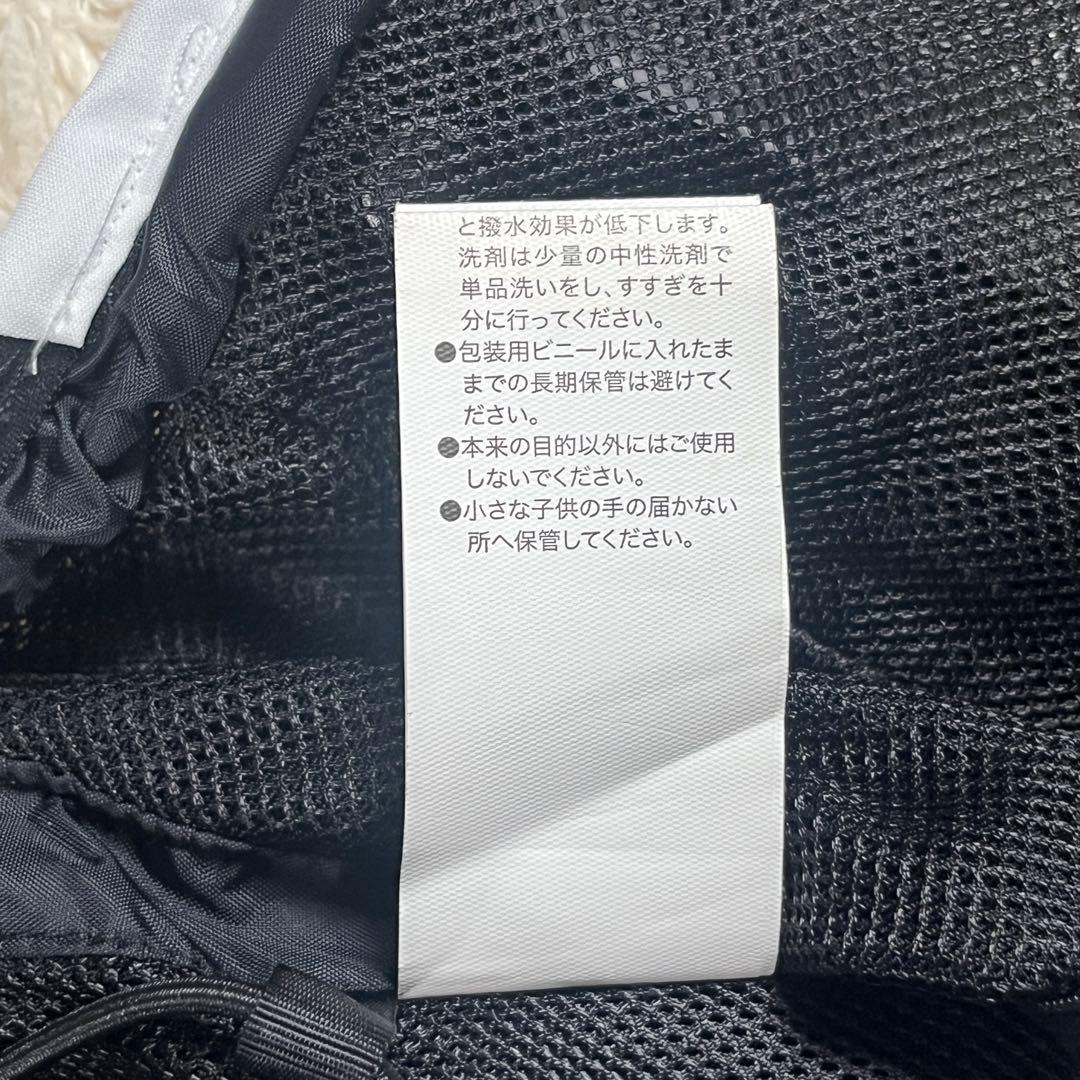 と撥水効果が低下します。
洗剤は少量の中性洗剤で
単品洗いをし、すすぎを十
分に行ってください。
●包装用ビニールに入れたま
までの長期保管は避けてく
ださい。
●本来の目的以外にはご使用
しないでください。
●小さな子供の手の届かない
所へ保管してください。